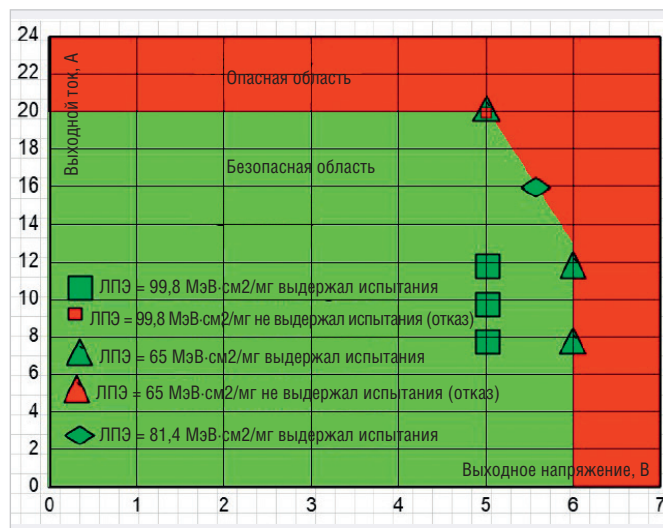 24
22
20
18
16
14
12
10
8
6
4
2
0
Выходной ток, А
Опасная область
Безопасная область
ЛПЭ = 99,8 МэВ·см2/мг выдержал испытания
ЛПЭ = 99,8 МэВ·см2/мг не выдержал испытания (отказ)
ЛПЭ = 65 МэВ·см2/мг выдержал испытания
ЛПЭ = 65 МэВ·см2/мг не выдержал испытания (отказ)
ЛПЭ = 81,4 МэВ·см2/мг выдержал испытания
Выходное напряжение, В
0 1 2 3 4 5 6 7